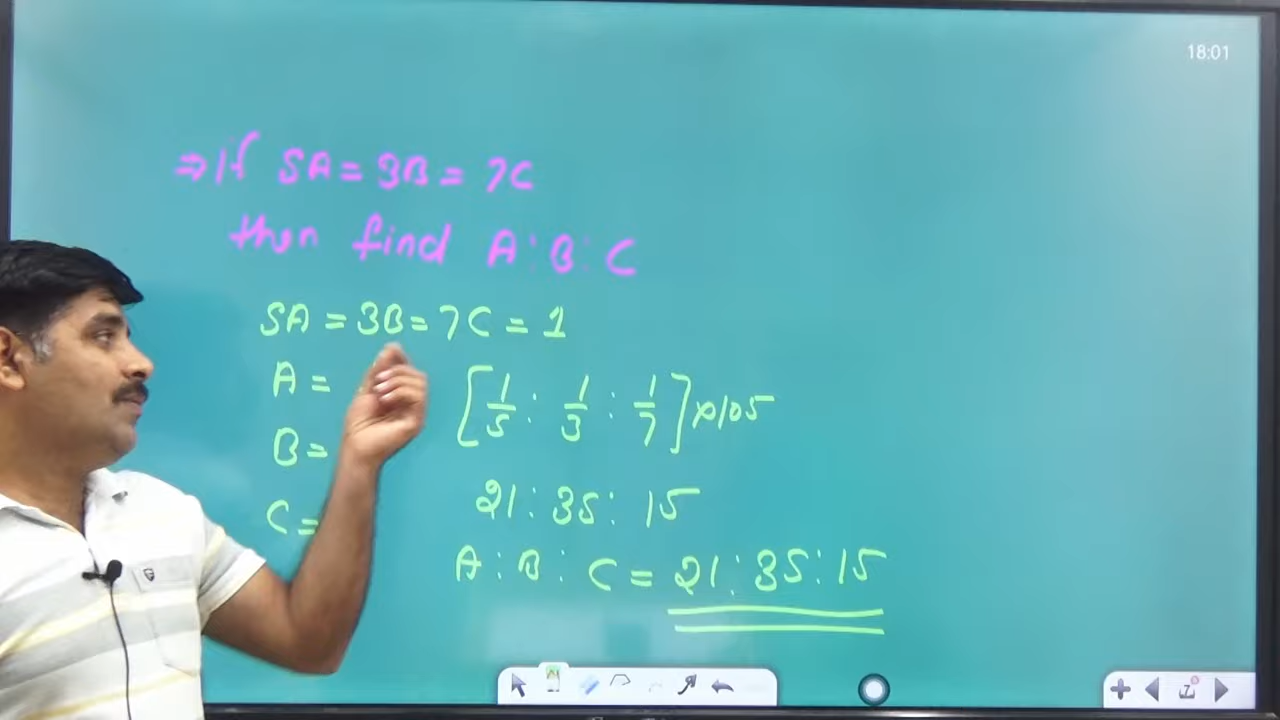 18:01
⇒ If 5A = 3B = 7C
then find A : B : C
5A = 3B = 7C = 1
A =
B =
C =
[1/5 : 1/3 : 1/7] × 105
21 : 35 : 15
A : B : C = 21 : 35 : 15
7